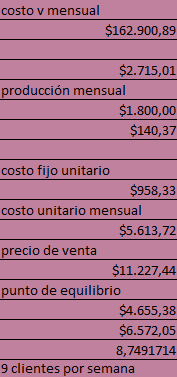 costo v mensual
$162.900,89
$2.715,01
producción mensual
$1.800,00
$140,37
costo fijo unitario
$958,33
costo unitario mensual
$5.613,72
precio de venta
$11.227,44
punto de equilibrio
$4.655,38
$6.572,05
8,7491714
9 clientes por semana